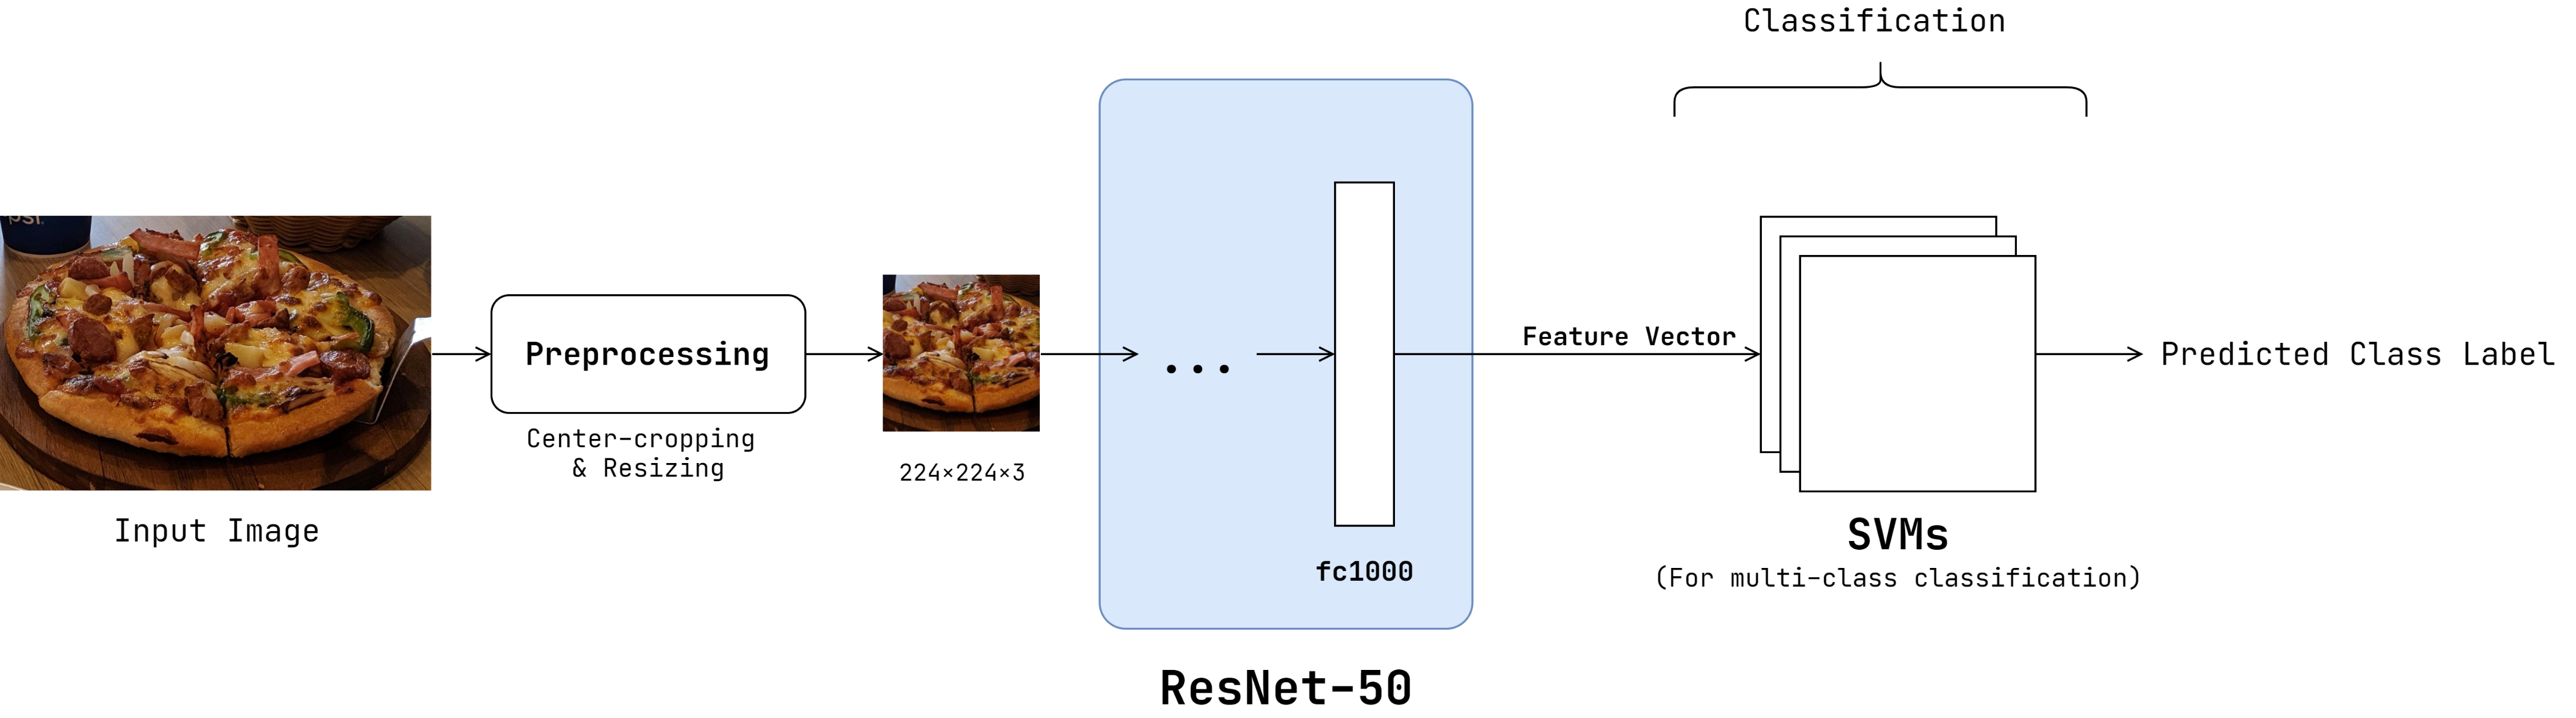 Classification
Feature Vector
Preprocessing
Predicted Class Label
Center-cropping
& Resizing
224×224×3
Input Image
fc1000
SVMs
(For multi-class classification)
ResNet-50